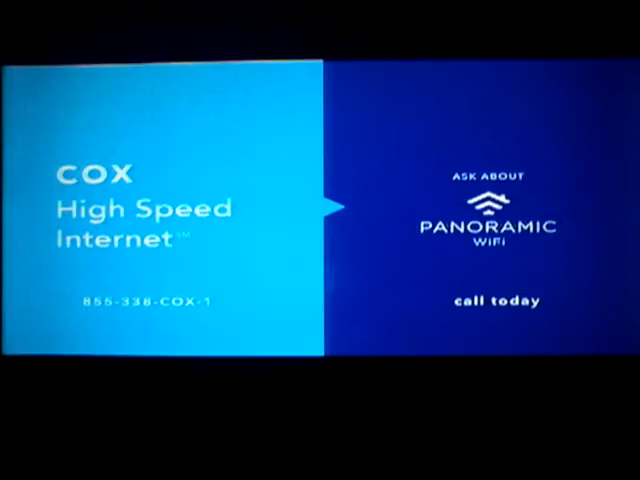 COX
High Speed
Internet℠
855-338-COX-1
ASK ABOUT
PANORAMIC
WIFI
call today